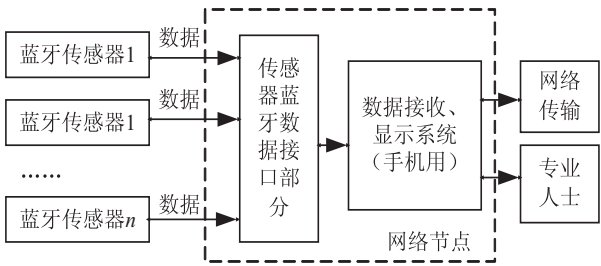 蓝牙传感器1
数据
蓝牙传感器1
数据
……
蓝牙传感器n
数据
传感
器蓝
牙数
据接
口部
分
数据接收、
显示系统
（手机用）
网络
传输
专业
人士
网络节点